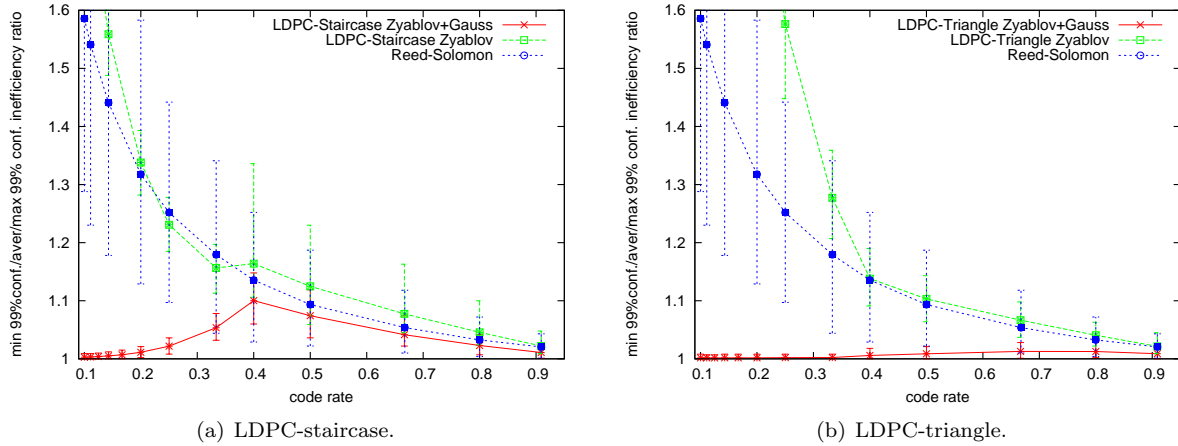 min 99%conf./aver/max 99% conf. inefficiency ratio
1.6
1.5
1.4
1.3
1.2
1.1
1
LDPC-Staircase Zyablov+Gauss
LDPC-Staircase Zyablov
Reed-Solomon
0.1 0.2 0.3 0.4 0.5 0.6 0.7 0.8 0.9
code rate
(a) LDPC-staircase.
min 99%conf./aver/max 99% conf. inefficiency ratio
1.6
1.5
1.4
1.3
1.2
1.1
1
LDPC-Triangle Zyablov+Gauss
LDPC-Triangle Zyablov
Reed-Solomon
0.1 0.2 0.3 0.4 0.5 0.6 0.7 0.8 0.9
code rate
(b) LDPC-triangle.